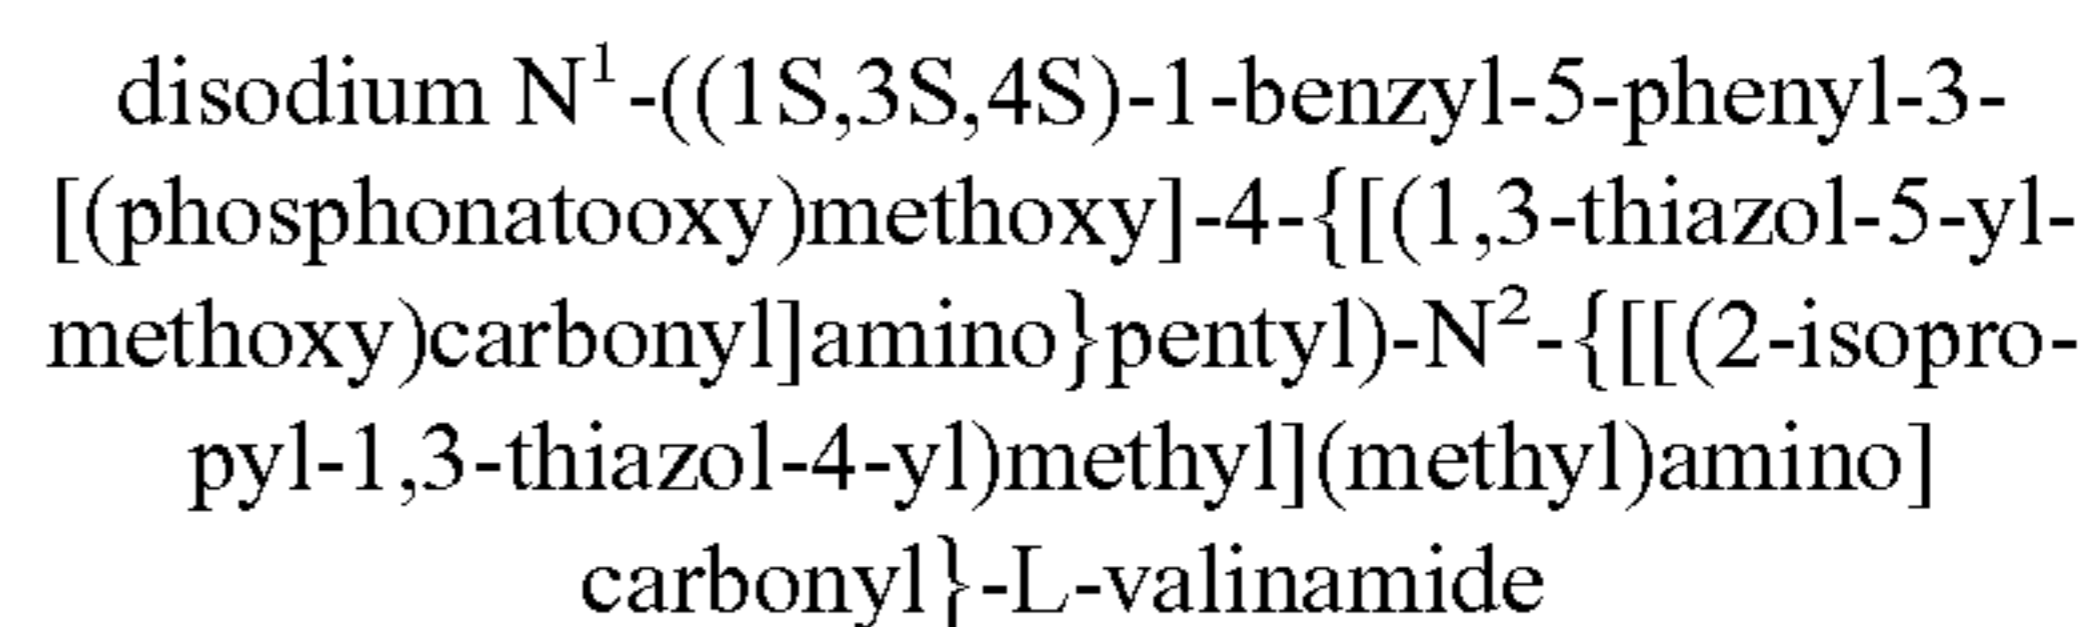 disodium N¹-((1S,3S,4S)-1-benzyl-5-phenyl-3-
[(phosphonatooxy)methoxy]-4-{[(1,3-thiazol-5-yl-
methoxy)carbonyl]amino}pentyl)-N²-{[[(2-isopro-
pyl-1,3-thiazol-4-yl)methyl](methyl)amino]
carbonyl}-L-valinamide